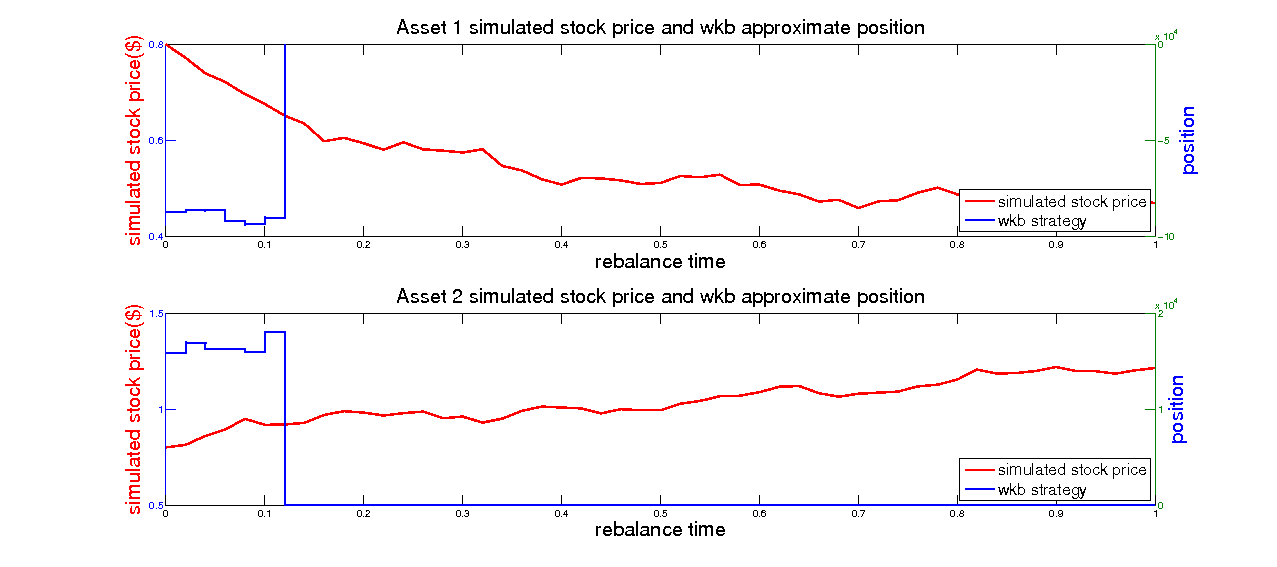 Asset 1 simulated stock price and wkb approximate position
x 10^4
simulated stock price($)
0.8
0.6
0.4
0
-5
-10
position
simulated stock price
wkb strategy
0 0.1 0.2 0.3 0.4 0.5 0.6 0.7 0.8 0.9 1
rebalance time
Asset 2 simulated stock price and wkb approximate position
x 10^4
simulated stock price($)
1.5
1
0.5
2
1
0
position
simulated stock price
wkb strategy
0 0.1 0.2 0.3 0.4 0.5 0.6 0.7 0.8 0.9 1
rebalance time